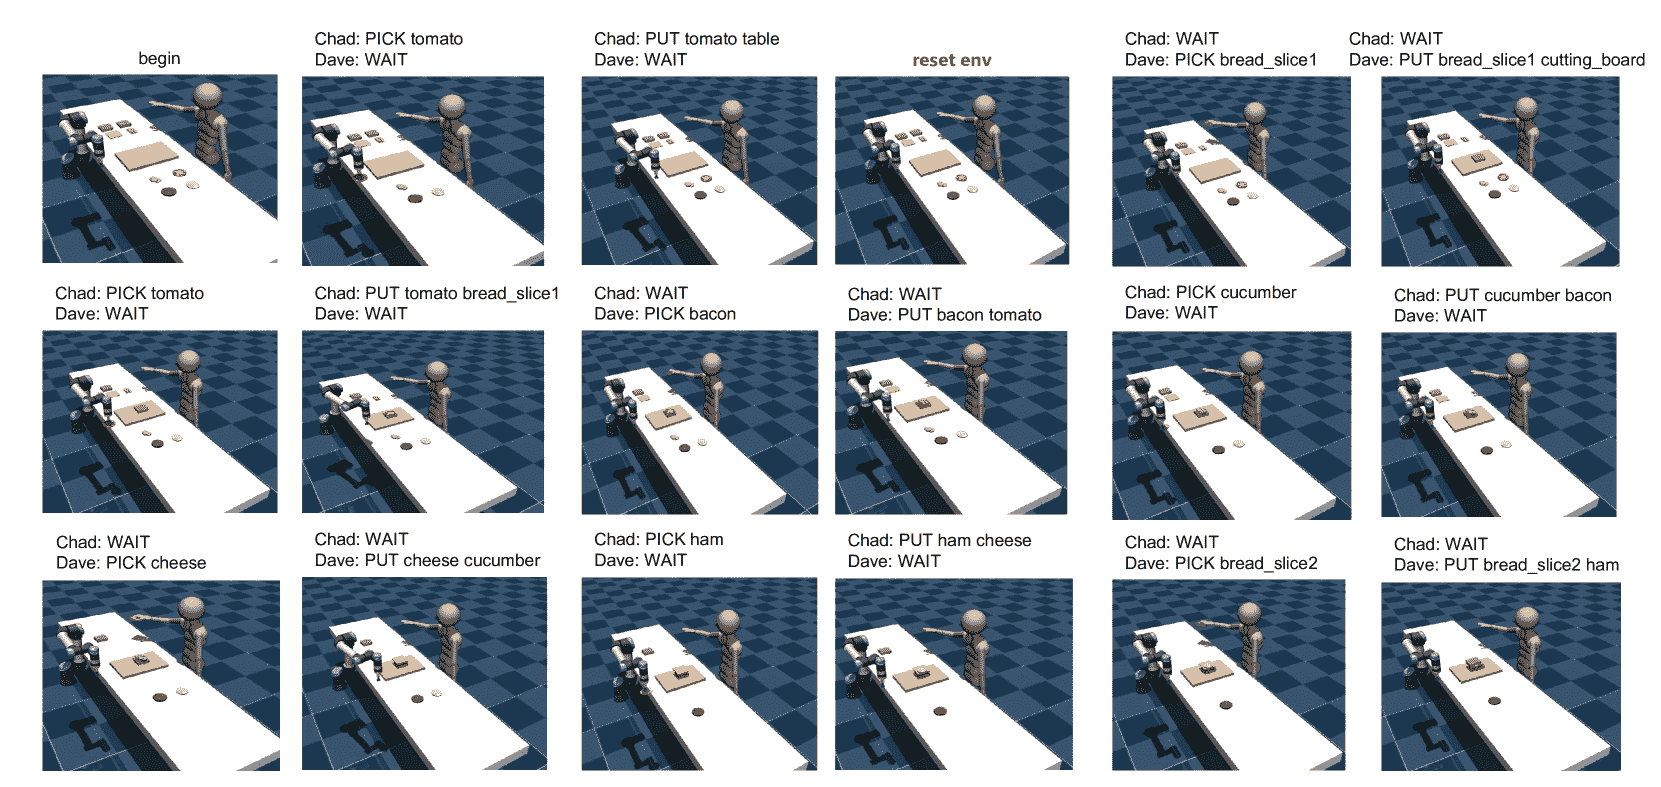 begin
Chad: PICK tomato
Dave: WAIT
Chad: PUT tomato table
Dave: WAIT
reset env
Chad: WAIT
Dave: PICK bread_slice1
Chad: WAIT
Dave: PUT bread_slice1 cutting_board
Chad: PICK tomato
Dave: WAIT
Chad: PUT tomato bread_slice1
Dave: WAIT
Chad: WAIT
Dave: PICK bacon
Chad: WAIT
Dave: PUT bacon tomato
Chad: PICK cucumber
Dave: WAIT
Chad: PUT cucumber bacon
Dave: WAIT
Chad: WAIT
Dave: PICK cheese
Chad: WAIT
Dave: PUT cheese cucumber
Chad: PICK ham
Dave: WAIT
Chad: PUT ham cheese
Dave: WAIT
Chad: WAIT
Dave: PICK bread_slice2
Chad: WAIT
Dave: PUT bread_slice2 ham